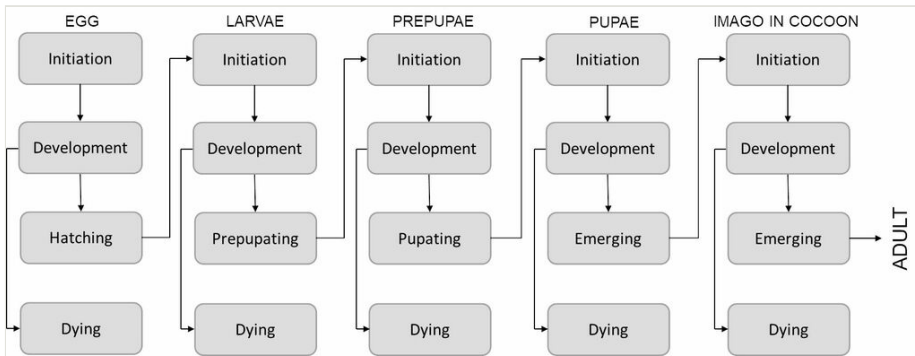 EGG
Initiation
Development
Hatching
Dying
LARVAE
Initiation
Development
Prepupating
Dying
PREPUPAE
Initiation
Development
Pupating
Dying
PUPAE
Initiation
Development
Emerging
Dying
IMAGO IN COCOON
Initiation
Development
Emerging
Dying
ADULT